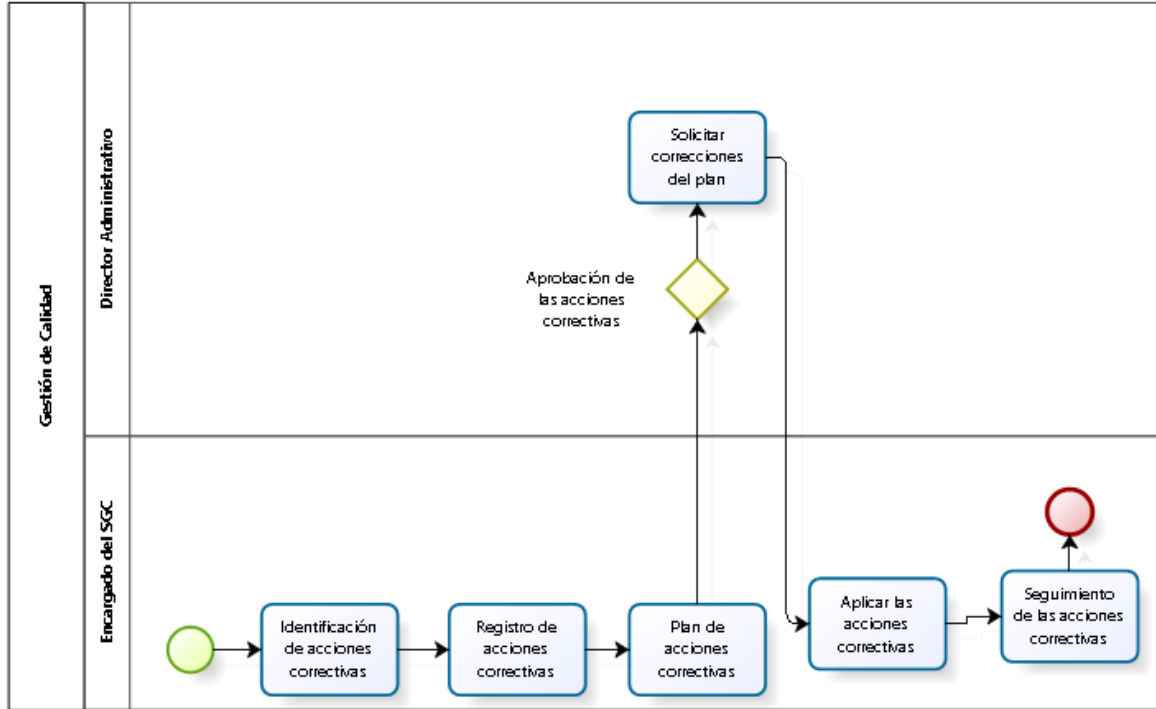 Gestión de Calidad
Director Administrativo
Solicitar
correcciones
del plan
Aprobación de
las acciones
correctivas
Encargado del SGC
Identificación
de acciones
correctivas
Registro de
acciones
correctivas
Plan de
acciones
correctivas
Aplicar las
acciones
correctivas
Seguimiento
de las acciones
correctivas